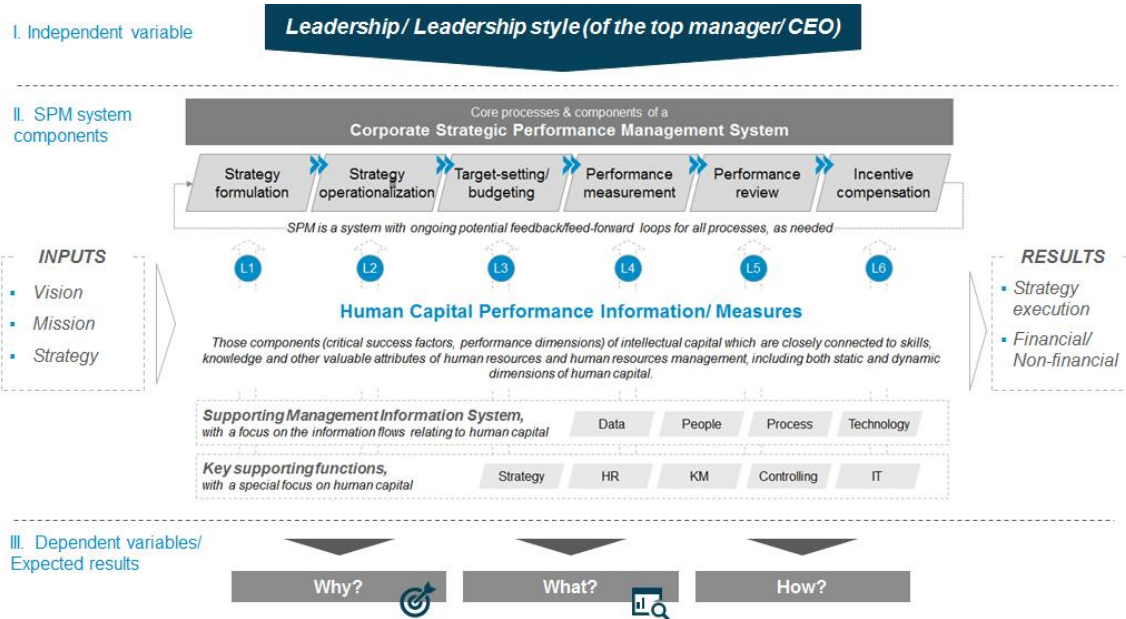 I. Independent variable
Leadership/ Leadership style (of the top manager/ CEO)
II. SPM system
components
Core processes & components of a
Corporate Strategic Performance Management System
Strategy
formulation
Strategy
operationalization
Target-setting/
budgeting
Performance
measurement
Performance
review
Incentive
compensation
SPM is a system with ongoing potential feedback/feed-forward loops for all processes, as needed
INPUTS
▪ Vision
▪ Mission
▪ Strategy
L1
L2
L3
L4
L5
L6
Human Capital Performance Information/ Measures
Those components (critical success factors, performance dimensions) of intellectual capital which are closely connected to skills,
knowledge and other valuable attributes of human resources and human resources management, including both static and dynamic
dimensions of human capital.
RESULTS
▪ Strategy
execution
▪ Financial/
Non-financial
Supporting Management Information System,
with a focus on the information flows relating to human capital
Data
People
Process
Technology
Key supporting functions,
with a special focus on human capital
Strategy
HR
KM
Controlling
IT
III. Dependent variables/
Expected results
Why?
What?
How?